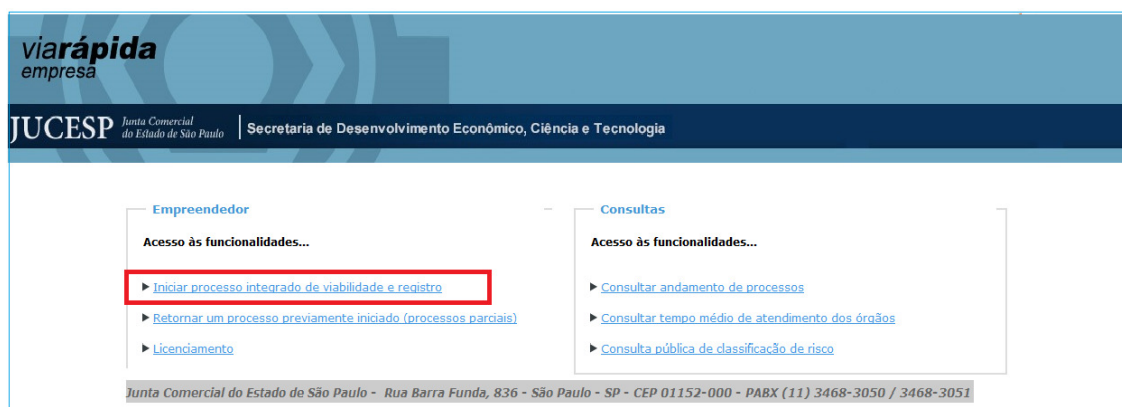 viarápida
empresa
JUCESP Junta Comercial do Estado de São Paulo Secretaria de Desenvolvimento Econômico, Ciência e Tecnologia
Empreendedor
Acesso às funcionalidades...
Iniciar processo integrado de viabilidade e registro
Retornar um processo previamente iniciado (processos parciais)
Licenciamento
Consultas
Acesso às funcionalidades...
Consultar andamento de processos
Consultar tempo médio de atendimento dos órgãos
Consulta pública de classificação de risco
Junta Comercial do Estado de São Paulo - Rua Barra Funda, 836 - São Paulo - SP - CEP 01152-000 - PABX (11) 3468-3050 / 3468-3051